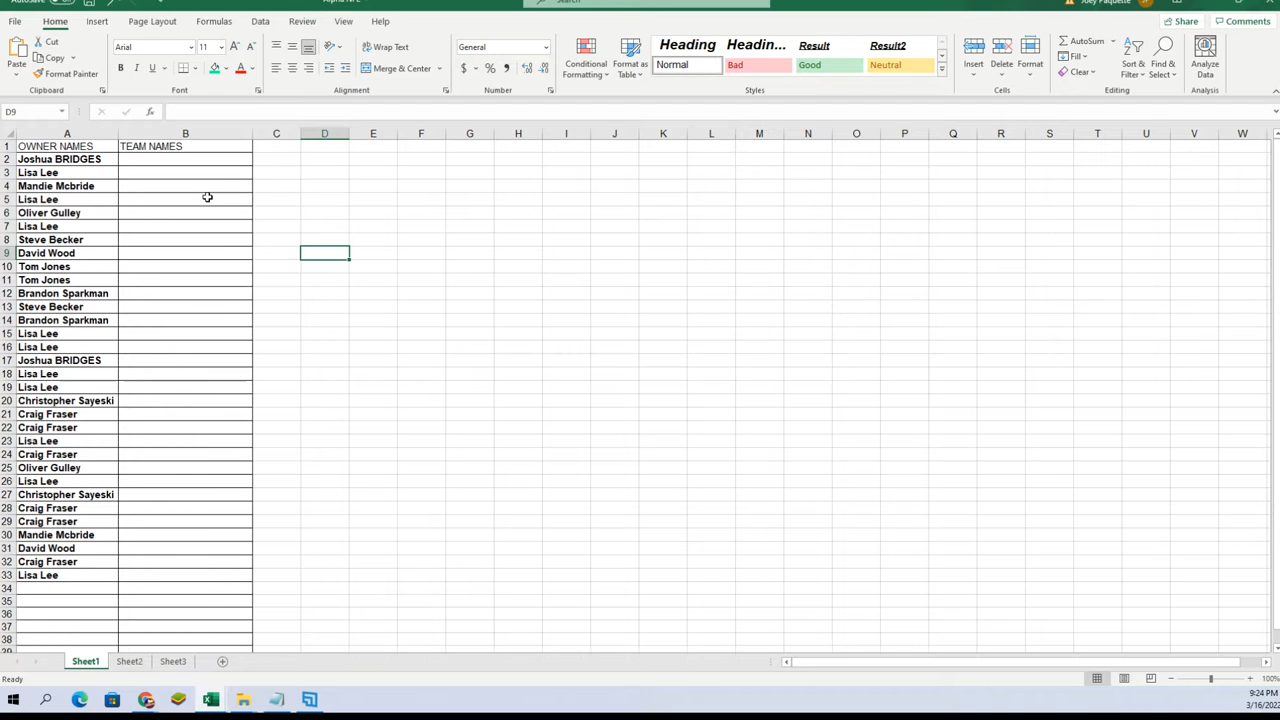 AutoSave Off
Search
Joey Paquette
File Home Insert Page Layout Formulas Data Review View Help
Share Comments
Paste
Cut
Copy
Format Painter
Clipboard
Arial 11 A A
B I U A
Font
Wrap Text
Merge & Center
Alignment
General
$ % ,
Number
Conditional Formatting
Format as Table
Heading Headin... Result Result2
Normal Bad Good Neutral
Styles
Insert Delete Format
Cells
AutoSum
Fill
Clear
Sort & Filter
Find & Select
Editing
Analyze Data
Analysis
D9 fx
A B C D E F G H I J K L M N O P Q R S T U V W
1 OWNER NAMES TEAM NAMES
2 Joshua BRIDGES
3 Lisa Lee
4 Mandie Mcbride
5 Lisa Lee
6 Oliver Gulley
7 Lisa Lee
8 Steve Becker
9 David Wood
10 Tom Jones
11 Tom Jones
12 Brandon Sparkman
13 Steve Becker
14 Brandon Sparkman
15 Lisa Lee
16 Lisa Lee
17 Joshua BRIDGES
18 Lisa Lee
19 Lisa Lee
20 Christopher Sayeski
21 Craig Fraser
22 Craig Fraser
23 Lisa Lee
24 Craig Fraser
25 Oliver Gulley
26 Lisa Lee
27 Christopher Sayeski
28 Craig Fraser
29 Craig Fraser
30 Mandie Mcbride
31 David Wood
32 Craig Fraser
33 Lisa Lee
34
35
36
37
38
39
Sheet1 Sheet2 Sheet3
Ready
100%
9:24 PM